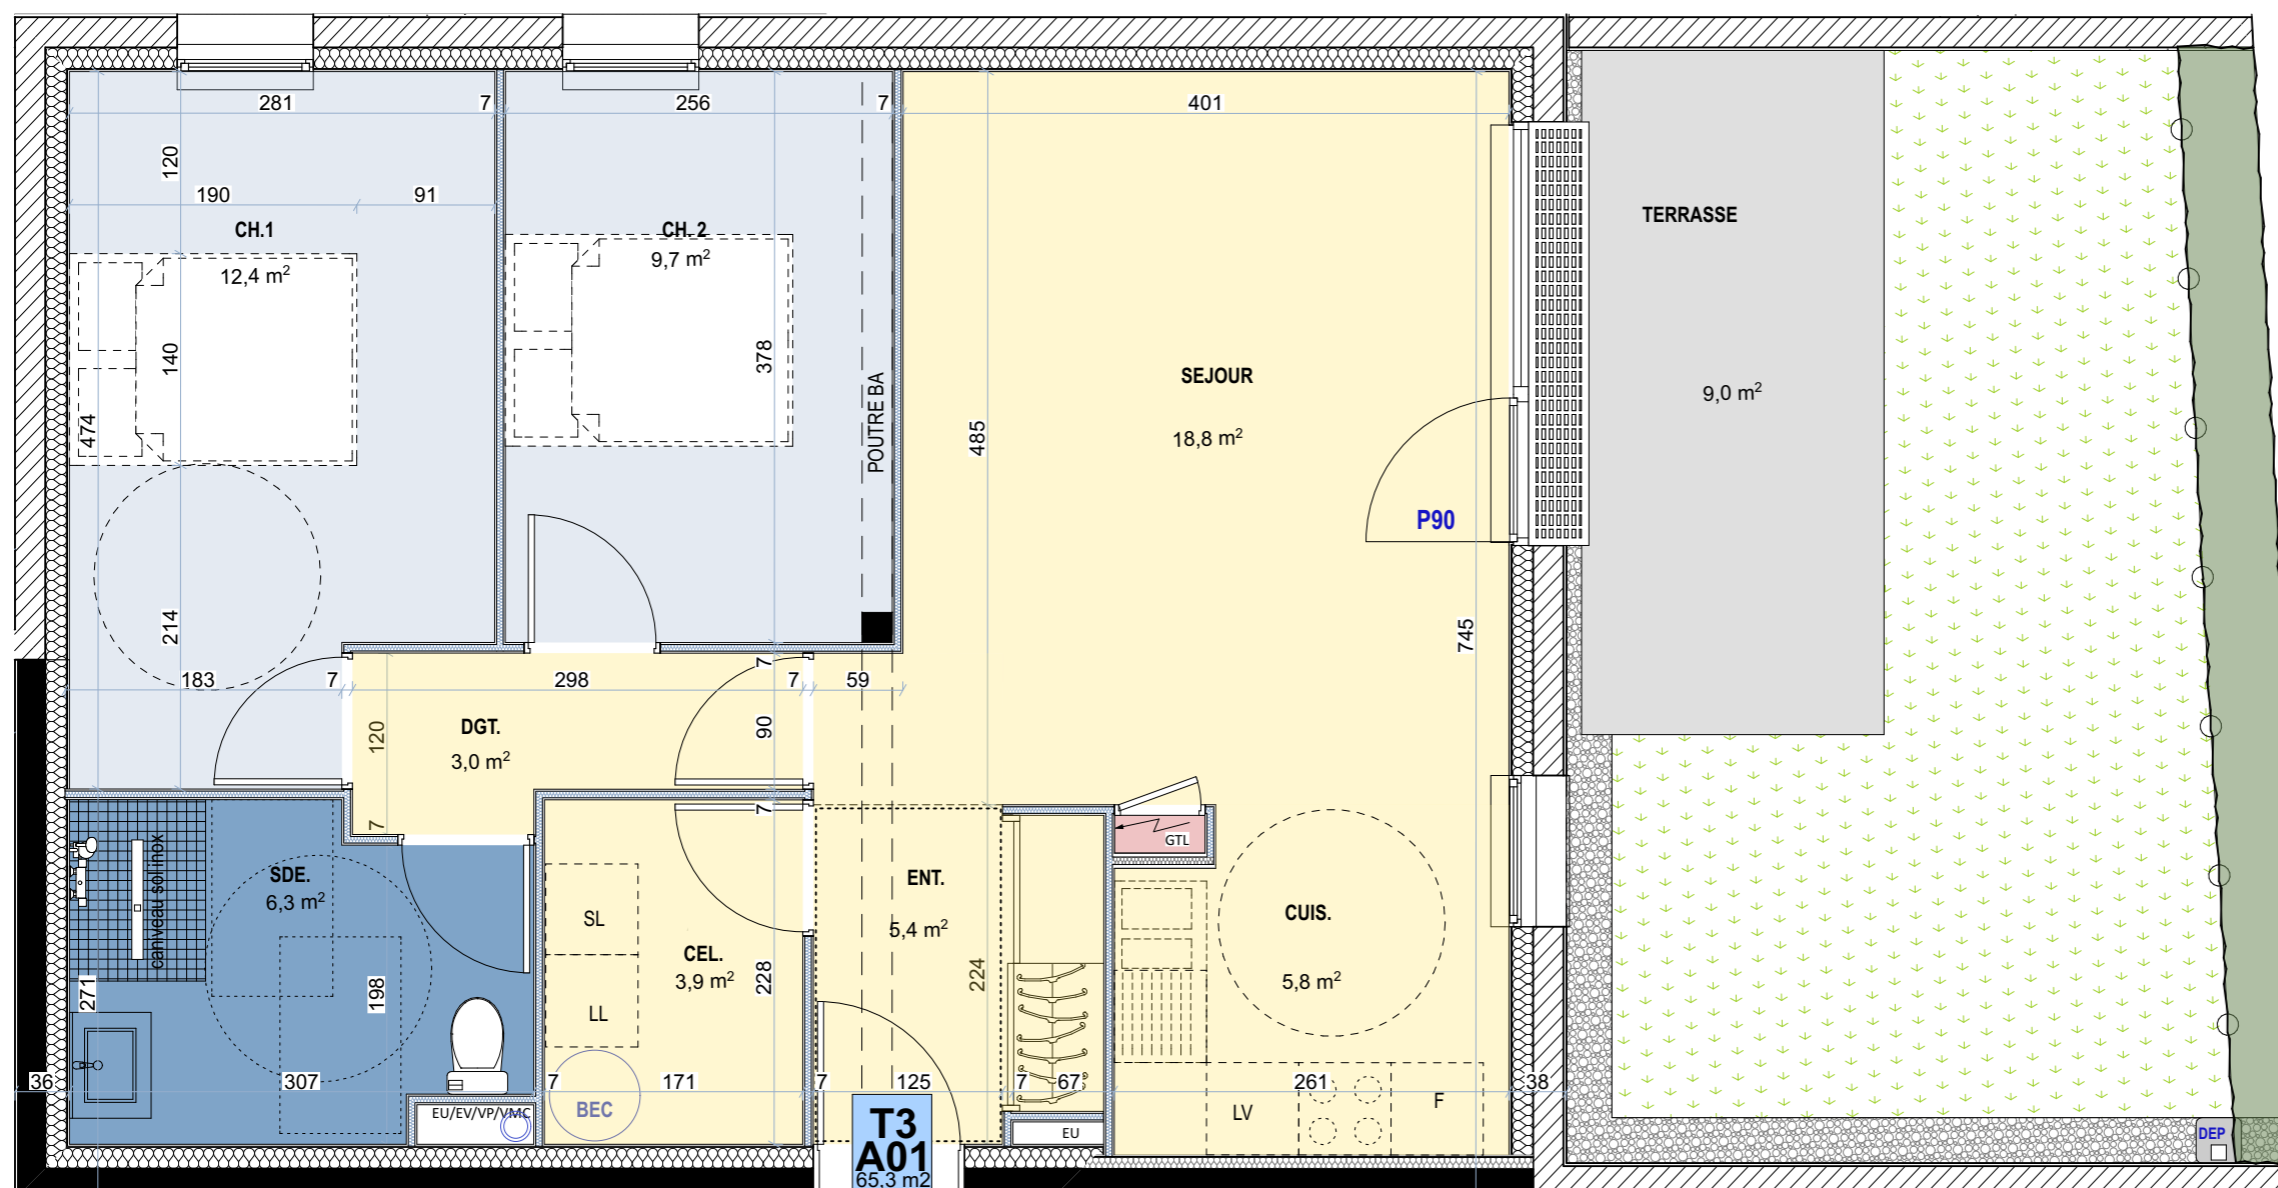 281
7
256
7
401
120
190
91
CH.1
12,4 m²
CH. 2
9,7 m²
TERRASSE
9,0 m²
140
474
378
POUTRE BA
SEJOUR
18,8 m²
485
P90
745
214
183
7
298
7
7
59
120
DGT.
3,0 m²
90
7
7
caniveau sol inox
SDE.
6,3 m²
271
198
SL
LL
CEL.
3,9 m²
228
ENT.
5,4 m²
224
GTL
CUIS.
5,8 m²
36
307
7
171
7
125
7
67
261
38
BEC
EU/EV/VP/VMC
EU
LV
F
DEP
T3
A01
65,3 m2